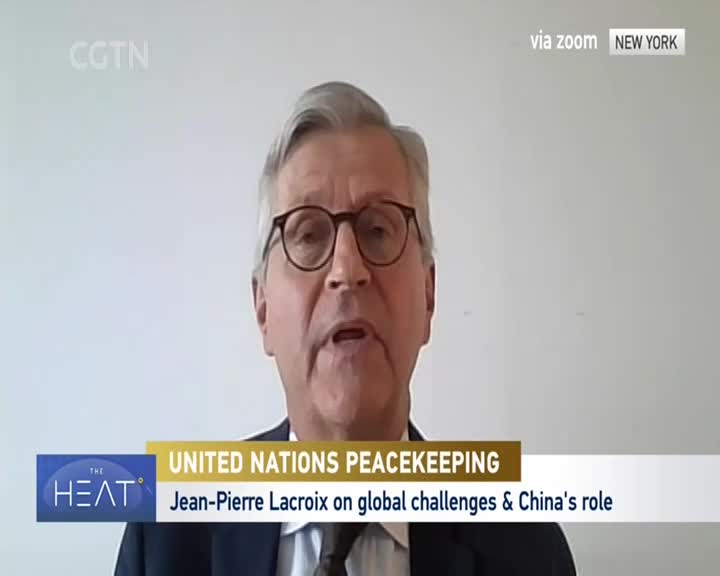 CGTN
via zoom
NEW YORK
UNITED NATIONS PEACEKEEPING
THE
HEAT
Jean-Pierre Lacroix on global challenges & China's role